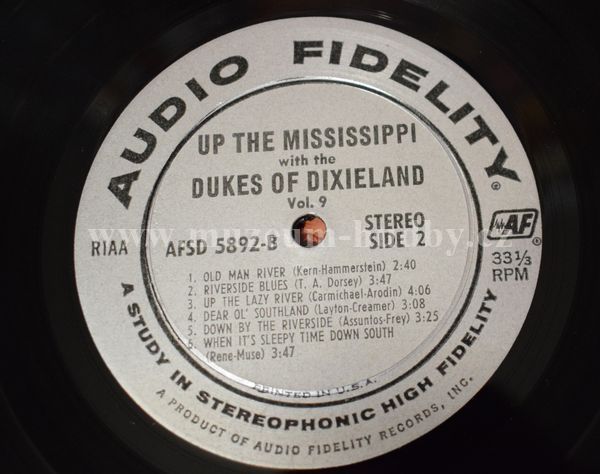 AUDIO FIDELITY®
UP THE MISSISSIPPI
with the
DUKES OF DIXIELAND
Vol. 9
RIAA
AFSD 5892-B
STEREO
SIDE 2
AF®
33⅓
RPM
1. OLD MAN RIVER (Kern-Hammerstein) 2:40
2. RIVERSIDE BLUES (T. A. Dorsey) 3:47
3. UP THE LAZY RIVER (Carmichael-Arodin) 4:06
4. DEAR OL' SOUTHLAND (Layton-Creamer) 3:08
5. DOWN BY THE RIVERSIDE (Assuntos-Frey) 3:25
6. WHEN IT'S SLEEPY TIME DOWN SOUTH
(Rene-Muse) 3:47
PRINTED IN U.S.A.
A STUDY IN STEREOPHONIC HIGH FIDELITY
A PRODUCT OF AUDIO FIDELITY RECORDS, INC.
www.muzeum-hudby.cz